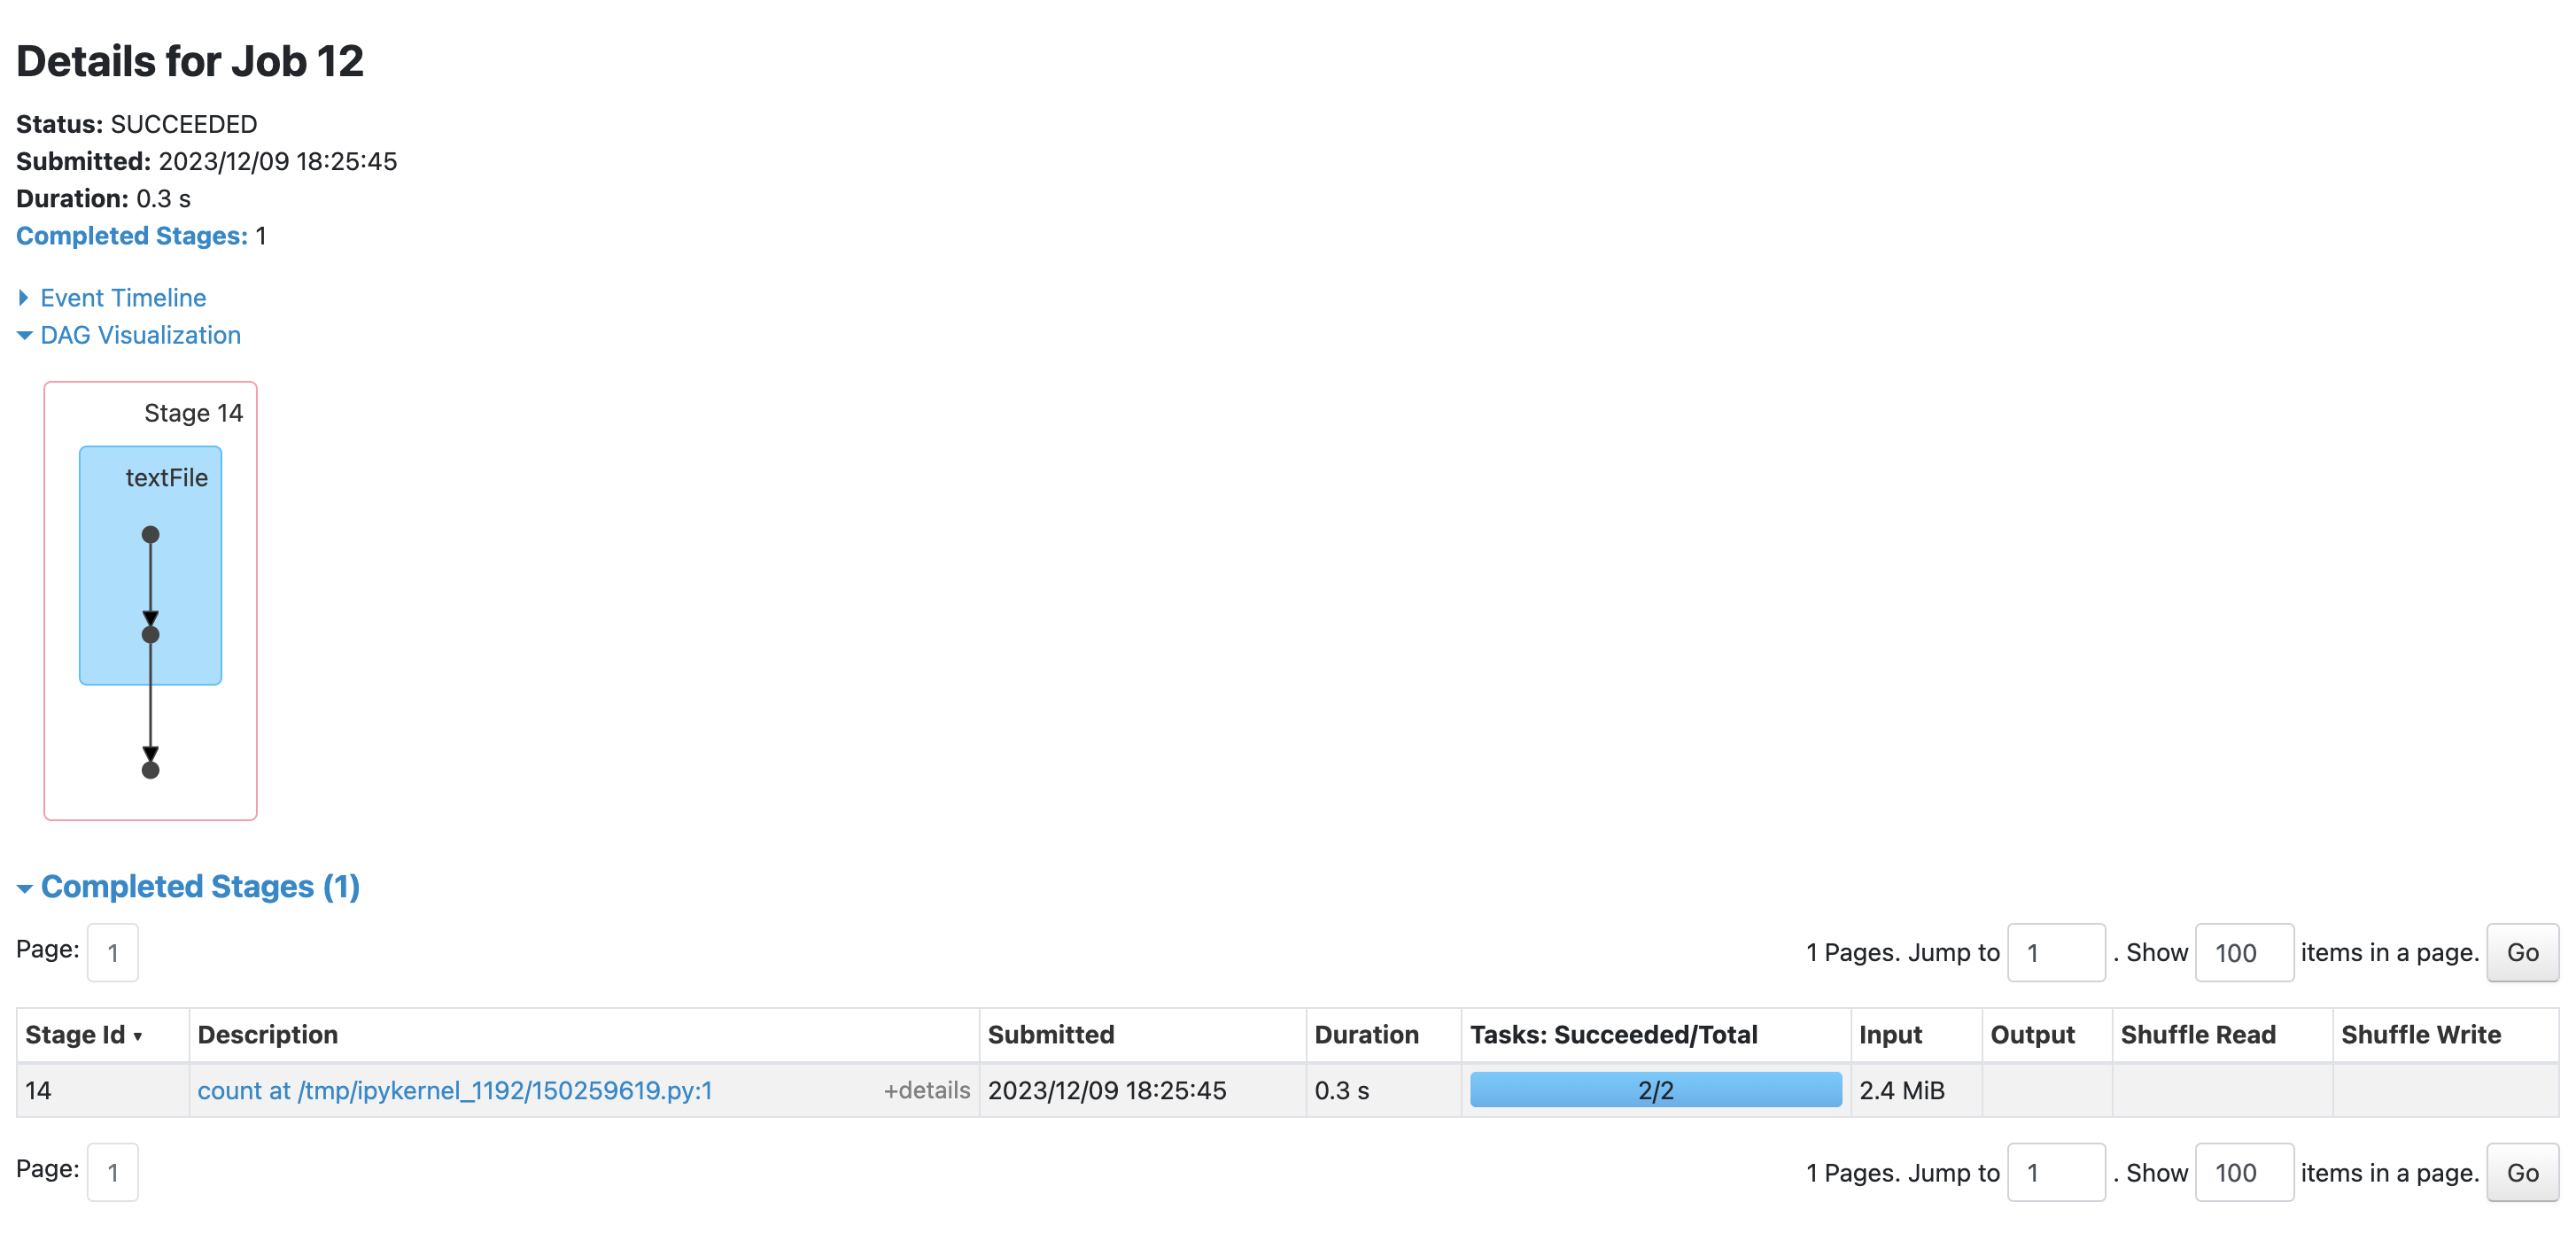 Details for Job 12
Status: SUCCEEDED
Submitted: 2023/12/09 18:25:45
Duration: 0.3 s
Completed Stages: 1
Event Timeline
DAG Visualization
Stage 14
textFile
Completed Stages (1)
Page: 1 1 Pages. Jump to 1 . Show 100 items in a page. Go
Stage Id ▾ Description Submitted Duration Tasks: Succeeded/Total Input Output Shuffle Read Shuffle Write
14 count at /tmp/ipykernel_1192/150259619.py:1 +details 2023/12/09 18:25:45 0.3 s 2/2 2.4 MiB
Page: 1 1 Pages. Jump to 1 . Show 100 items in a page. Go